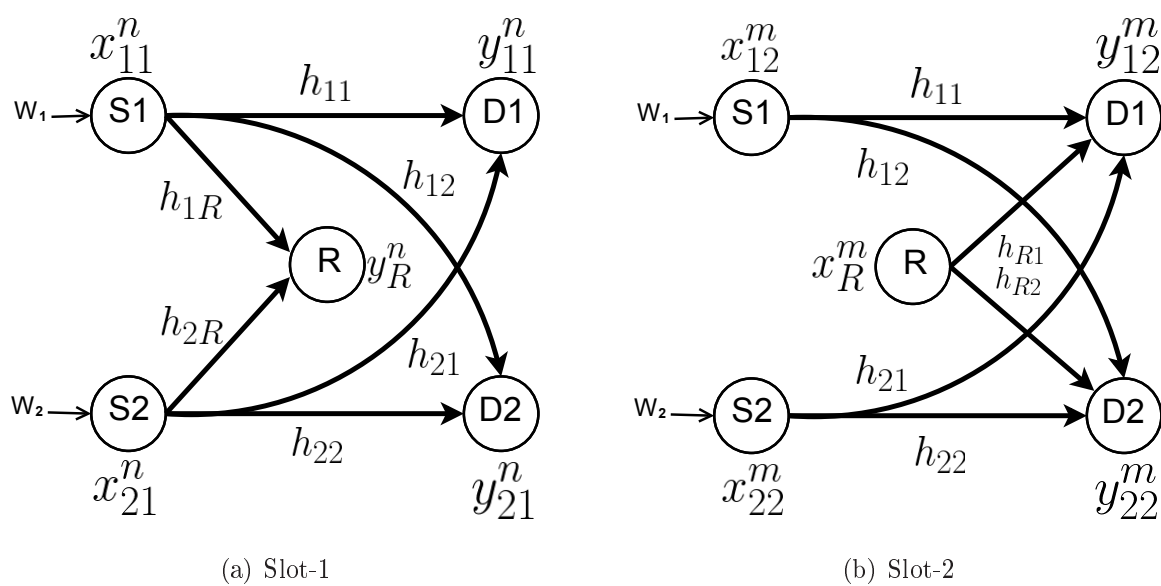 x_{11}^n
y_{11}^n
h_{11}
W₁ S1 D1
h_{12}
h_{1R}
R y_R^n
h_{2R}
h_{21}
W₂ S2 D2
h_{22}
x_{21}^n
y_{21}^n
(a) Slot-1
x_{12}^m
y_{12}^m
h_{11}
W₁ S1 D1
h_{12}
x_R^m R
h_{R1}
h_{R2}
h_{21}
W₂ S2 D2
h_{22}
x_{22}^m
y_{22}^m
(b) Slot-2